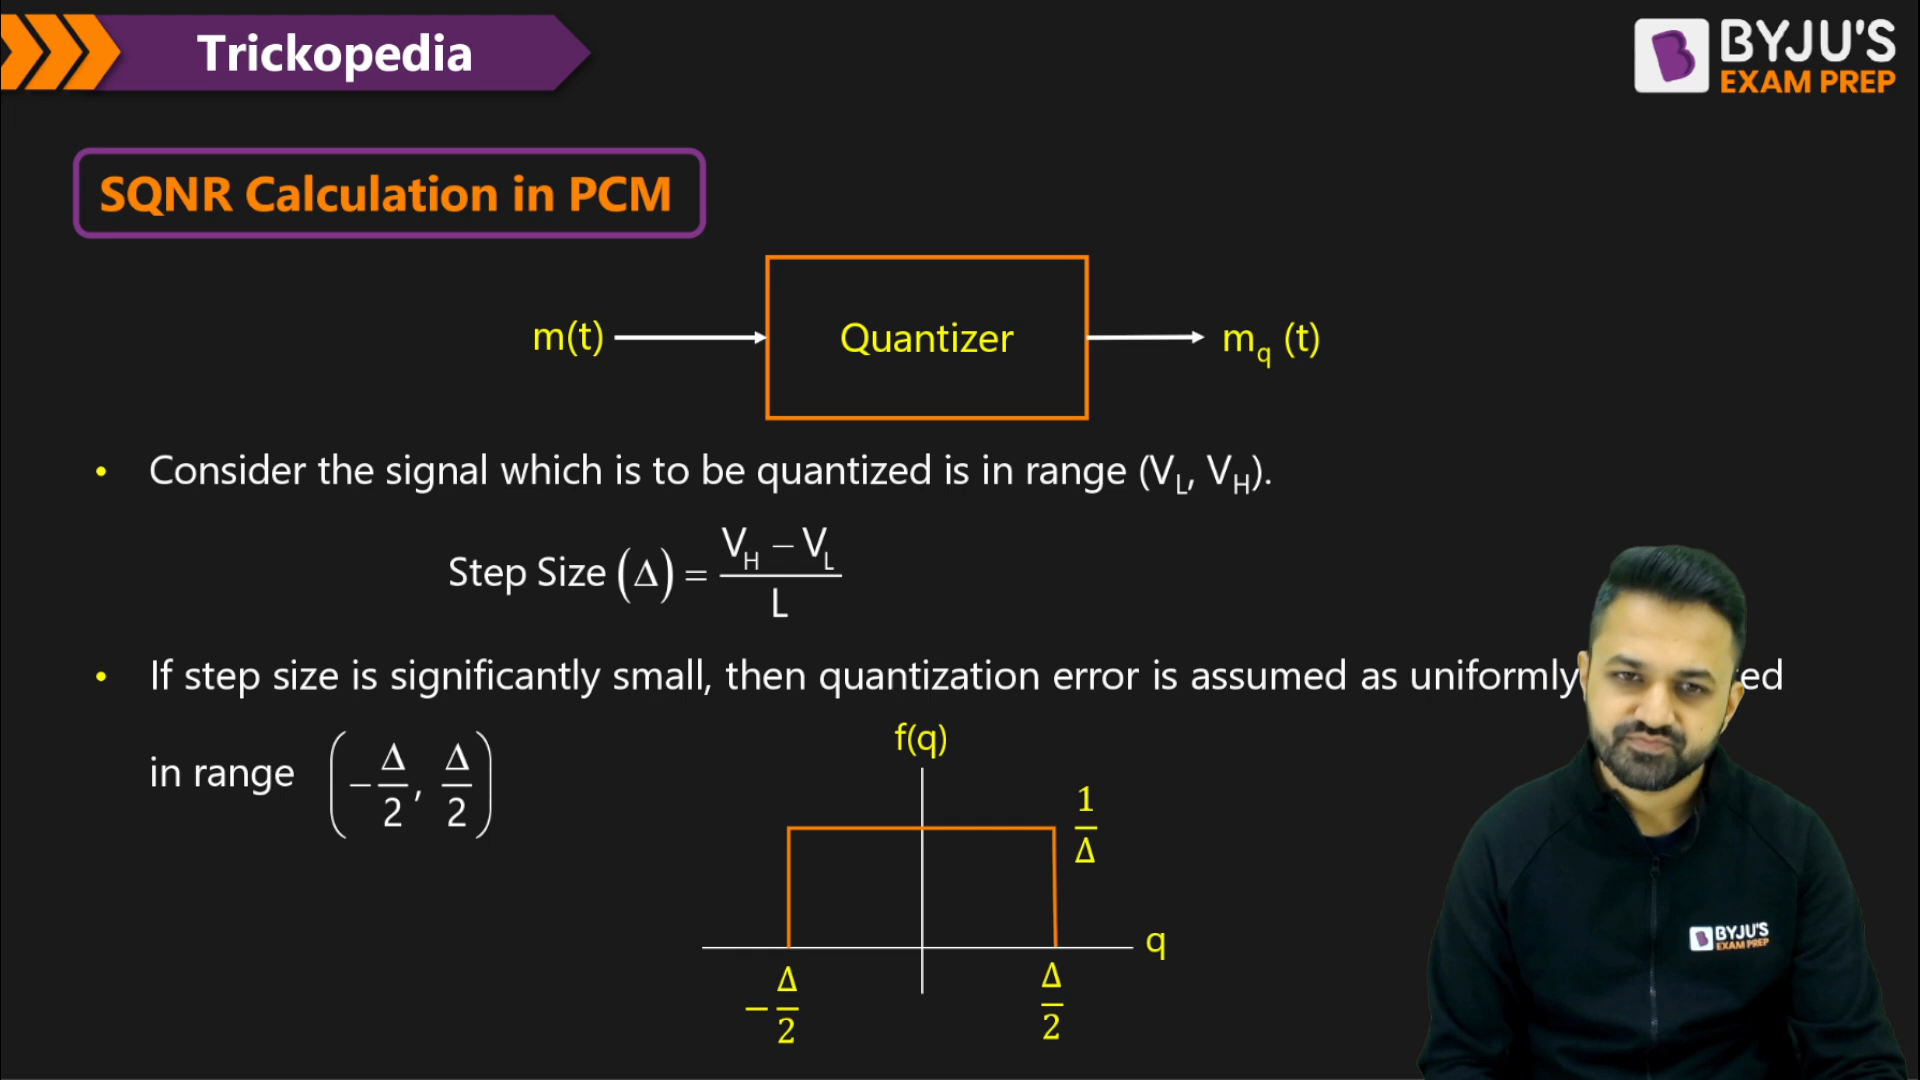 Trickopedia
BYJU'S
EXAM PREP
SQNR Calculation in PCM
m(t)
Quantizer
m_q (t)
• Consider the signal which is to be quantized is in range (V_L, V_H).
Step Size (Δ) = (V_H − V_L) / L
• If step size is significantly small, then quantization error is assumed as uniformly
in range (−Δ/2, Δ/2)
f(q)
1/Δ
q
−Δ/2
Δ/2
BYJU'S
EXAM PREP